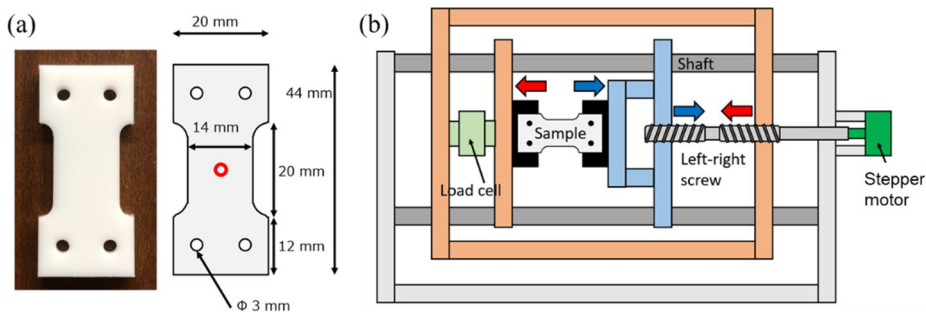 (a)
20 mm
44 mm
14 mm
20 mm
12 mm
Φ 3 mm
(b)
Shaft
Sample
Load cell
Left-right
screw
Stepper
motor